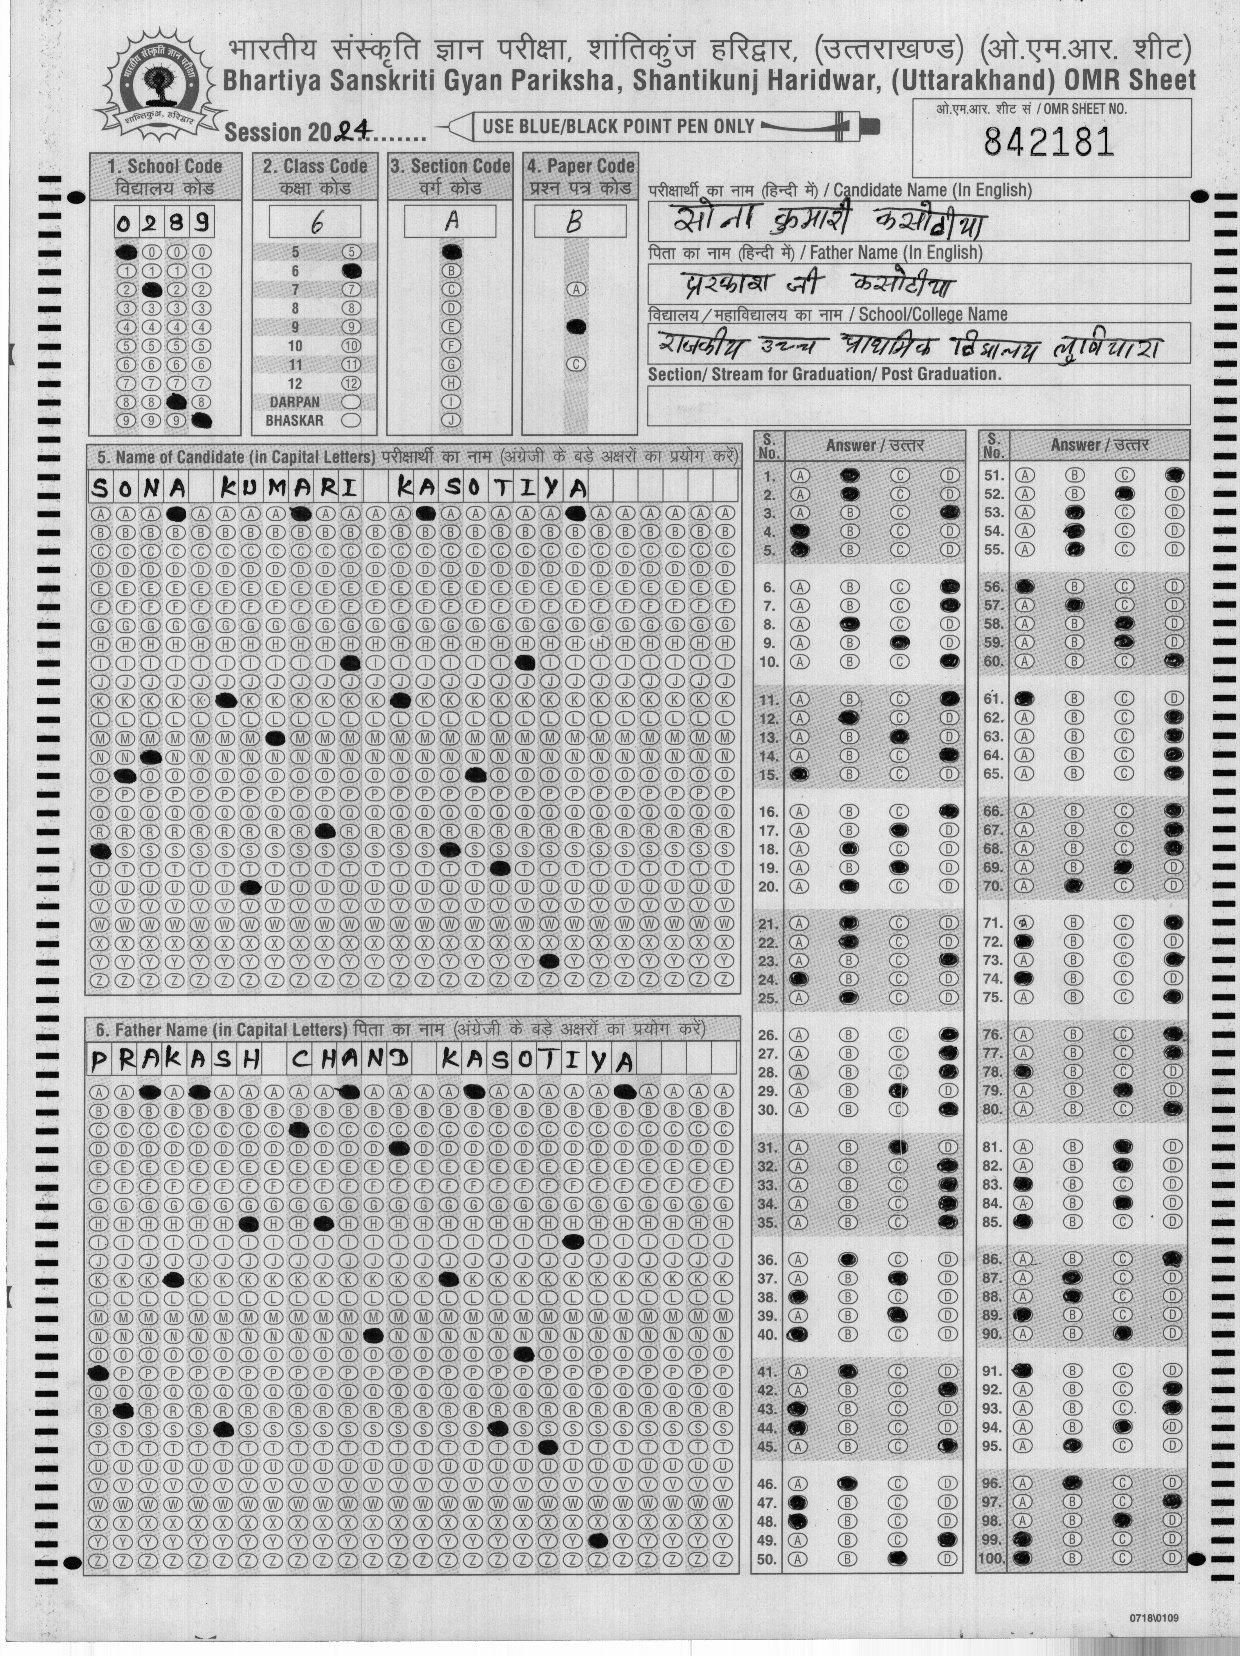 भारतीय संस्कृति ज्ञान परीक्षा, शांतिकुंज हरिद्वार, (उत्तराखण्ड) (ओ.एम.आर. शीट)
Bhartiya Sanskriti Gyan Pariksha, Shantikunj Haridwar, (Uttarakhand) OMR Sheet
Session 2024........
USE BLUE/BLACK POINT PEN ONLY
ओ.एम.आर. शीट सं / OMR SHEET NO.
842181
1. School Code
विद्यालय कोड
0289
2. Class Code
कक्षा कोड
6
5
6
7
8
9
10
11
12
DARPAN
BHASKAR
3. Section Code
वर्ग कोड
A
4. Paper Code
प्रश्न पत्र कोड
B
परीक्षार्थी का नाम (हिन्दी में) / Candidate Name (In English)
सोना कुमारी कसोटीया
पिता का नाम (हिन्दी में) / Father Name (In English)
प्रकाश जी कसोटीया
विद्यालय/महाविद्यालय का नाम / School/College Name
राजकीय उच्च प्राथमिक विद्यालय
Section/ Stream for Graduation/ Post Graduation.
5. Name of Candidate (in Capital Letters) परीक्षार्थी का नाम (अंग्रेजी के बड़े अक्षरों का प्रयोग करें)
SONA KUMARI KASOTIYA
6. Father Name (in Capital Letters) पिता का नाम (अंग्रेजी के बड़े अक्षरों का प्रयोग करें)
PRAKASH CHAND KASOTIYA
S. No. Answer / उत्तर
S. No. Answer / उत्तर
0718\0109